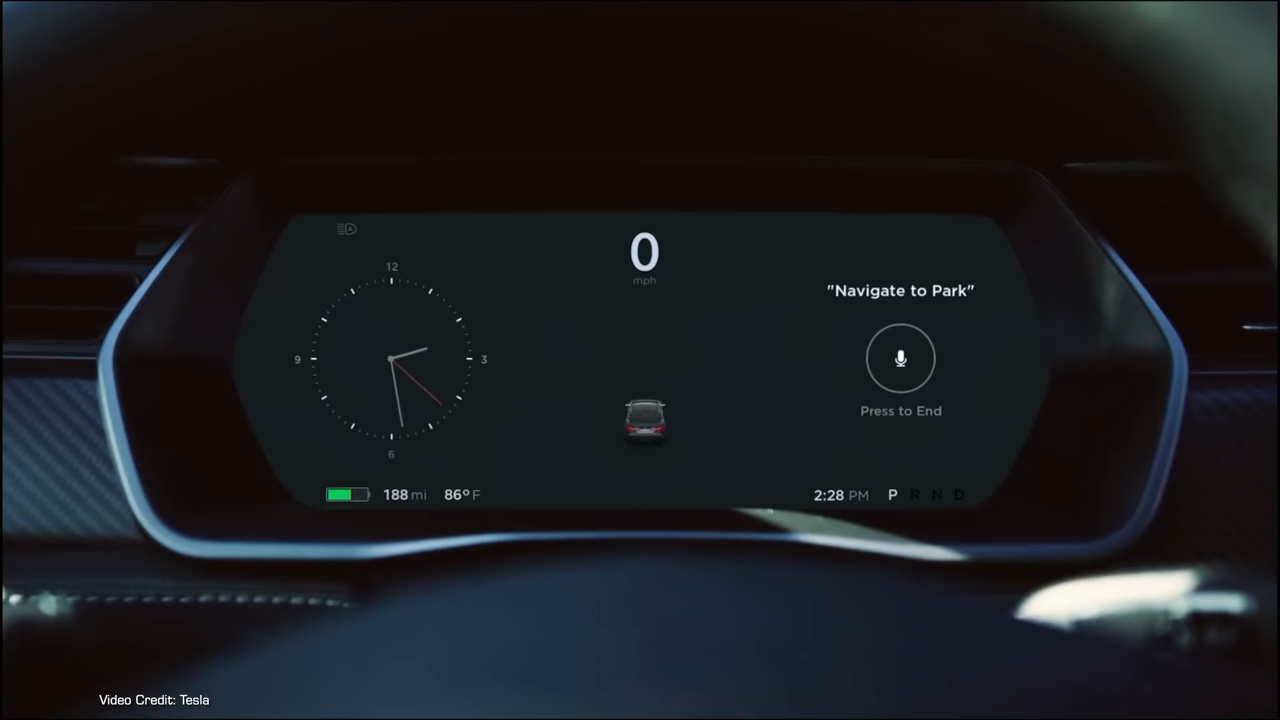 0
mph
12
9
3
6
"Navigate to Park"
Press to End
188 mi 86° F
2:28 PM P R N D
Video Credit: Tesla